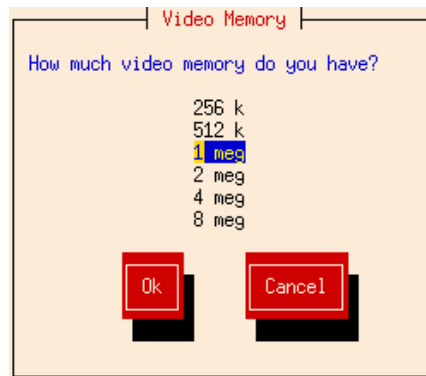 Video Memory
How much video memory do you have?
256 k
512 k
1 meg
2 meg
4 meg
8 meg
Ok Cancel